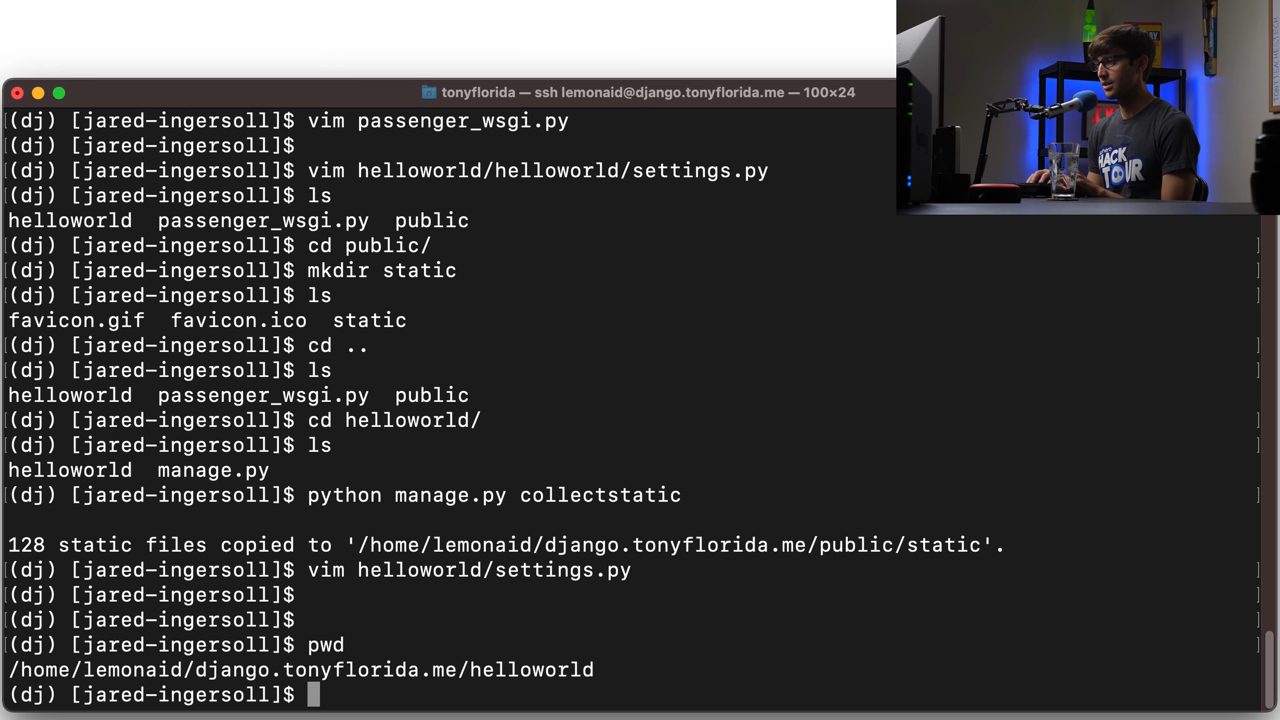 tonyflorida — ssh lemonaid@django.tonyflorida.me — 100×24
(dj) [jared-ingersoll]$ vim passenger_wsgi.py
(dj) [jared-ingersoll]$
(dj) [jared-ingersoll]$ vim helloworld/helloworld/settings.py
(dj) [jared-ingersoll]$ ls
helloworld passenger_wsgi.py public
(dj) [jared-ingersoll]$ cd public/
(dj) [jared-ingersoll]$ mkdir static
(dj) [jared-ingersoll]$ ls
favicon.gif favicon.ico static
(dj) [jared-ingersoll]$ cd ..
(dj) [jared-ingersoll]$ ls
helloworld passenger_wsgi.py public
(dj) [jared-ingersoll]$ cd helloworld/
(dj) [jared-ingersoll]$ ls
helloworld manage.py
(dj) [jared-ingersoll]$ python manage.py collectstatic
128 static files copied to '/home/lemonaid/django.tonyflorida.me/public/static'.
(dj) [jared-ingersoll]$ vim helloworld/settings.py
(dj) [jared-ingersoll]$
(dj) [jared-ingersoll]$
(dj) [jared-ingersoll]$ pwd
/home/lemonaid/django.tonyflorida.me/helloworld
(dj) [jared-ingersoll]$
HACK
TOUR